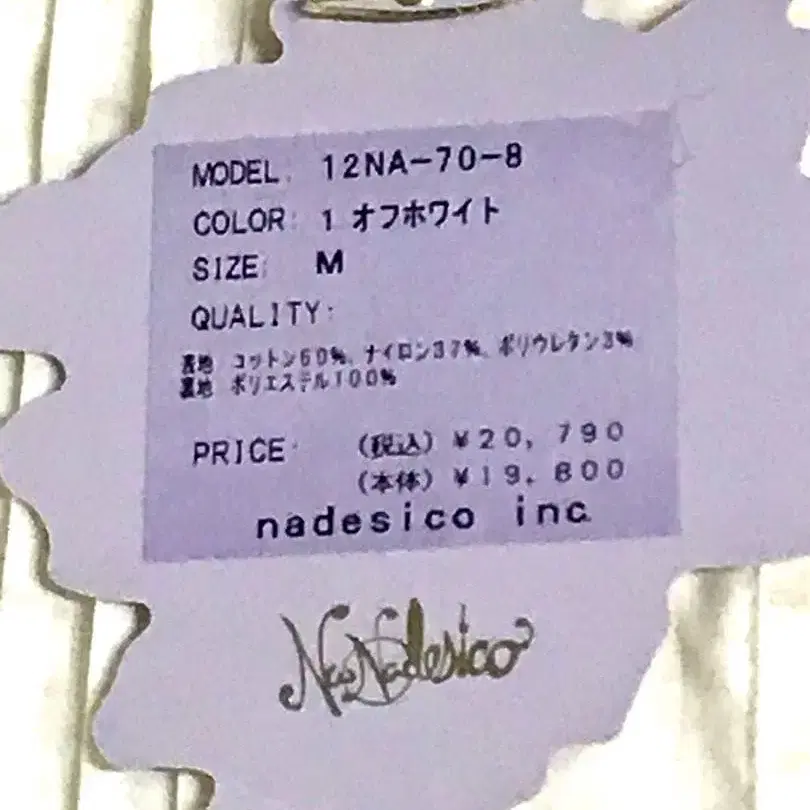 MODEL: 12NA-70-8
COLOR: 1 オフホワイト
SIZE: M
QUALITY:
表地 コットン60%、ナイロン37%、ポリウレタン3%
裏地 ポリエステル100%
PRICE: (税込) ¥20,790
(本体) ¥19,800
nadesico inc.
NeoNadesico